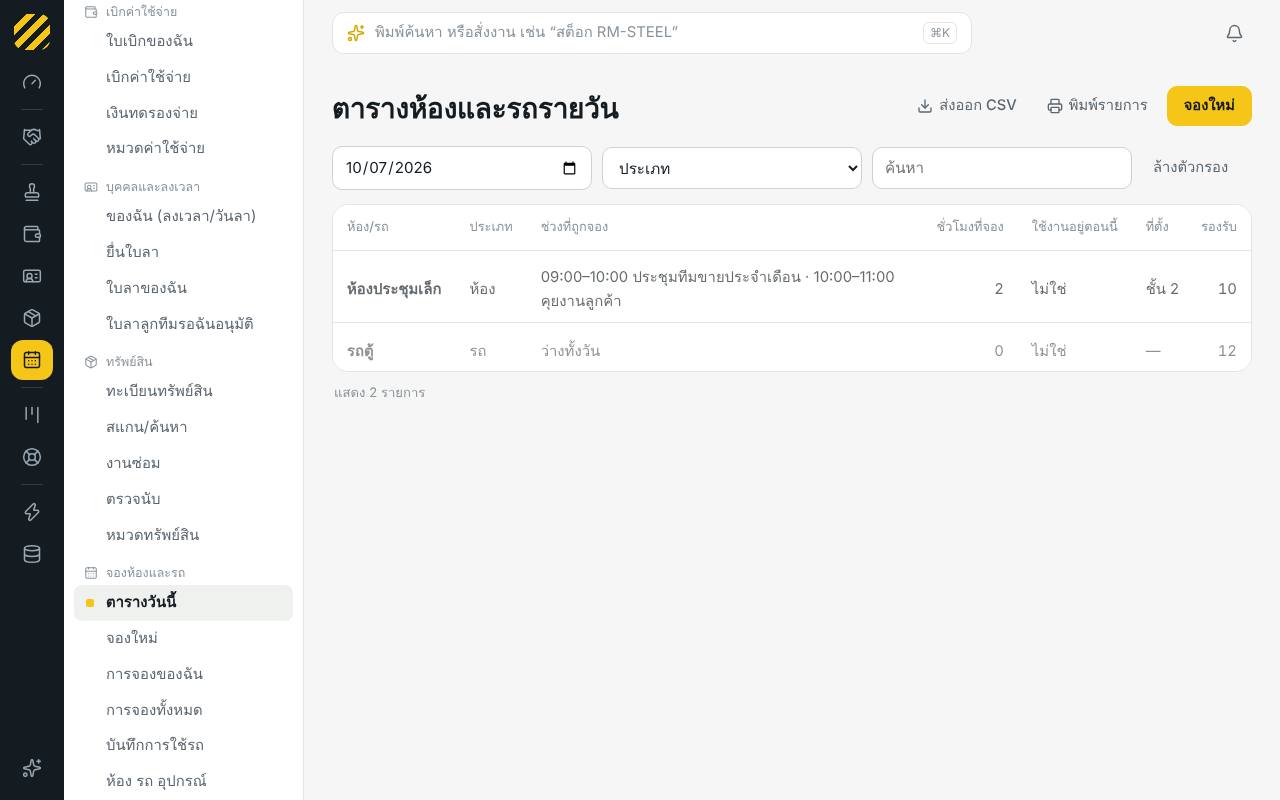 เบิกค่าใช้จ่าย
ใบเบิกของฉัน
เบิกค่าใช้จ่าย
เงินทดรองจ่าย
หมวดค่าใช้จ่าย
บุคคลและลงเวลา
ของฉัน (ลงเวลา/วันลา)
ยื่นใบลา
ใบลาของฉัน
ใบลาลูกทีมรอฉันอนุมัติ
ทรัพย์สิน
ทะเบียนทรัพย์สิน
สแกน/ค้นหา
งานซ่อม
ตรวจนับ
หมวดทรัพย์สิน
จองห้องและรถ
ตารางวันนี้
จองใหม่
การจองของฉัน
การจองทั้งหมด
บันทึกการใช้รถ
ห้อง รถ อุปกรณ์
พิมพ์ค้นหา หรือสั่งงาน เช่น “สต็อก RM-STEEL” ⌘K
ตารางห้องและรถรายวัน
ส่งออก CSV พิมพ์รายการ จองใหม่
10/07/2026 ประเภท ค้นหา ล้างตัวกรอง
ห้อง/รถ ประเภท ช่วงที่ถูกจอง ชั่วโมงที่จอง ใช้งานอยู่ตอนนี้ ที่ตั้ง รองรับ
ห้องประชุมเล็ก ห้อง 09:00–10:00 ประชุมทีมขายประจำเดือน · 10:00–11:00 คุยงานลูกค้า 2 ไม่ใช่ ชั้น 2 10
รถตู้ รถ ว่างทั้งวัน 0 ไม่ใช่ — 12
แสดง 2 รายการ